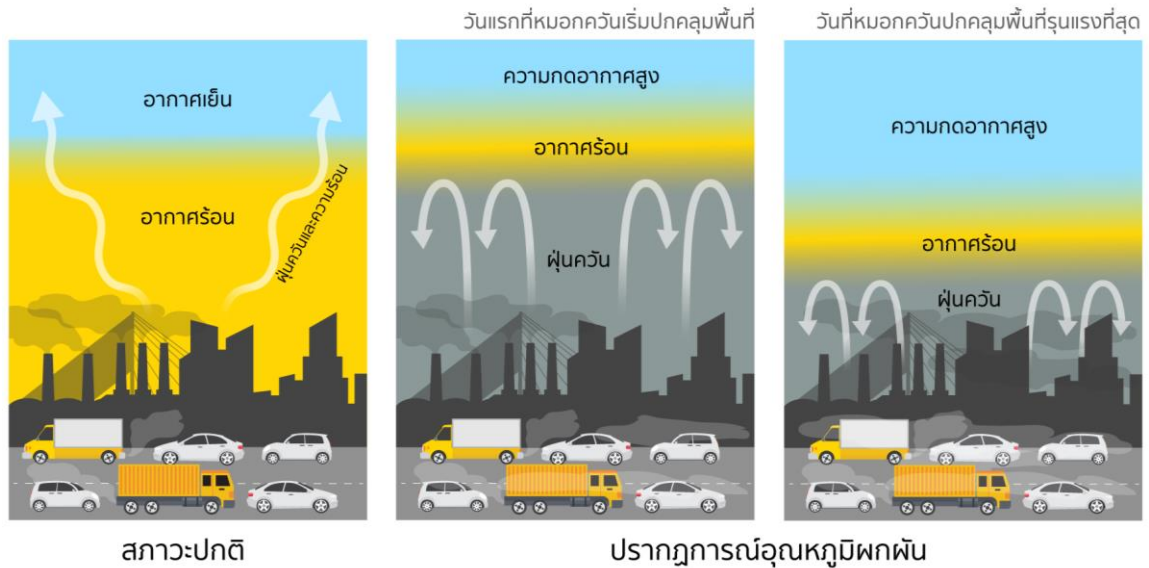 วันแรกที่หมอกควันเริ่มปกคลุมพื้นที่
วันที่หมอกควันปกคลุมพื้นที่รุนแรงที่สุด
อากาศเย็น
อากาศร้อน
ฝุ่นควันและความร้อน
ความกดอากาศสูง
อากาศร้อน
ฝุ่นควัน
ความกดอากาศสูง
อากาศร้อน
ฝุ่นควัน
สภาวะปกติ
ปรากฏการณ์อุณหภูมิผกผัน